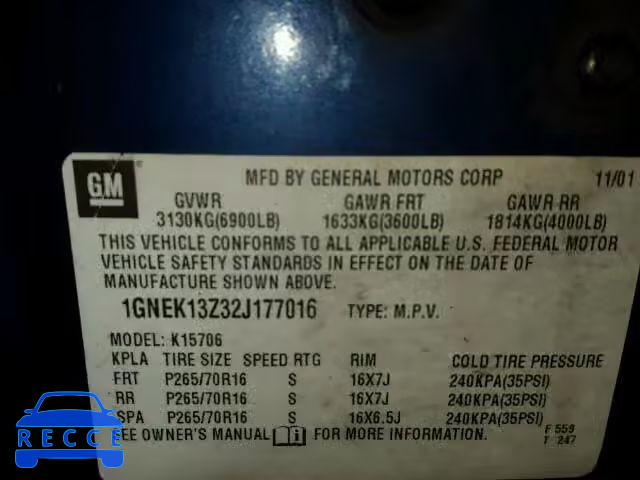 GM
MFD BY GENERAL MOTORS CORP 11/01
GVWR GAWR FRT GAWR RR
3130KG(6900LB) 1633KG(3600LB) 1814KG(4000LB)
THIS VEHICLE CONFORMS TO ALL APPLICABLE U.S. FEDERAL MOTOR
VEHICLE SAFETY STANDARDS IN EFFECT ON THE DATE OF
MANUFACTURE SHOWN ABOVE.
1GNEK13Z32J177016 TYPE: M.P.V.
MODEL: K15706
KPLA TIRE SIZE SPEED RTG RIM COLD TIRE PRESSURE
FRT P265/70R16 S 16X7J 240KPA(35PSI)
RR P265/70R16 S 16X7J 240KPA(35PSI)
SPA P265/70R16 S 16X6.5J 240KPA(35PSI)
SEE OWNER'S MANUAL FOR MORE INFORMATION.
F 559
T 247
RECCE